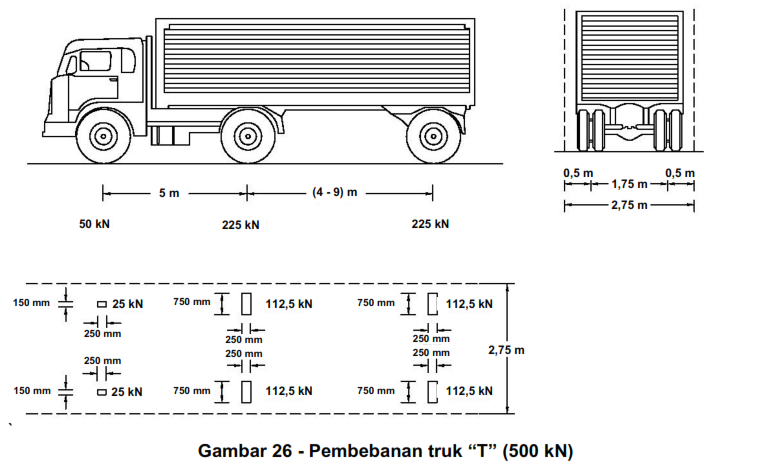 0,5 m 0,5 m
5 m (4 - 9) m 1,75 m
2,75 m
50 kN 225 kN 225 kN
150 mm 25 kN 750 mm 112,5 kN 750 mm 112,5 kN
250 mm 250 mm 250 mm
2,75 m
250 mm 250 mm 250 mm
150 mm 25 kN 750 mm 112,5 kN 750 mm 112,5 kN
Gambar 26 - Pembebanan truk “T” (500 kN)